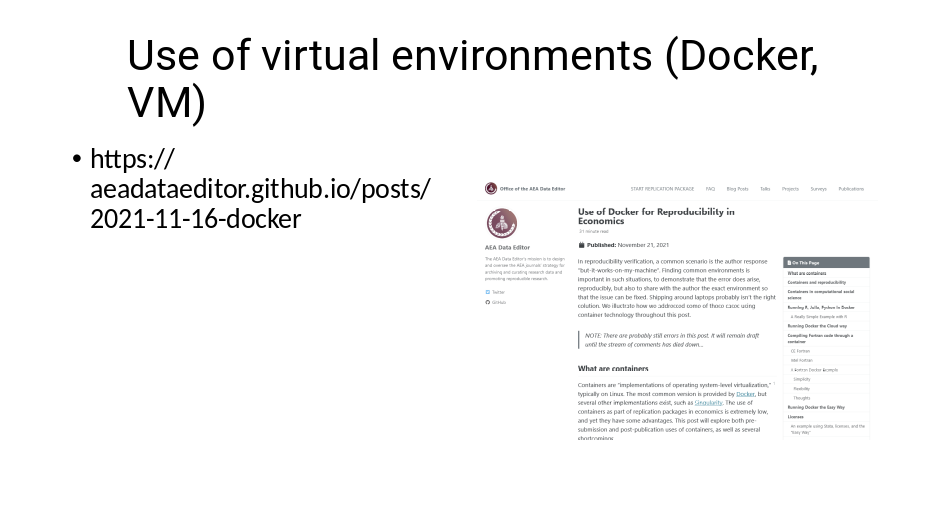 Use of virtual environments (Docker,
VM)
• https://
aeadataeditor.github.io/posts/
2021-11-16-docker
Office of the AEA Data Editor
START REPLICATION PACKAGE FAQ Blog Posts Talks Projects Surveys Publications
AEA Data Editor
The AEA Data Editor's mission is to design
and oversee the AEA journals' strategy for
archiving and curating research data and
promoting reproducible research.
Twitter
GitHub
Use of Docker for Reproducibility in
Economics
21 minute read
Published: November 21, 2021
In reproducibility verification, a common scenario is the author response
"but-it-works-on-my-machine". Finding common environments is
important in such situations, to demonstrate that the error does arise,
reproducibly, but also to share with the author the exact environment so
that the issue can be fixed. Shipping around laptops probably isn't the right
solution. We illustrate how we addressed some of those cases using
container technology throughout this post.
NOTE: There are probably still errors in this post. It will remain draft
until the stream of comments has died down...
What are containers
Containers are "implementations of operating system-level virtualization,"
typically on Linux. The most common version is provided by Docker, but
several other implementations exist, such as Singularity. The use of
containers as part of replication packages in economics is extremely low,
and yet they have some advantages. This post will explore both pre-
submission and post-publication uses of containers, as well as several
shortcomings.
On This Page
What are containers
Containers and reproducibility
Containers in computational social
science
Running R, Julia, Python in Docker
A Really Simple Example with R
Running Docker the Cloud way
Compiling Fortran code through a
container
CE Fortran
Intel Fortran
A Fortran Docker Example
Simplicity
Flexibility
Thoughts
Running Docker the Easy Way
Licenses
An example using Stata, licenses, and the
"Easy Way"